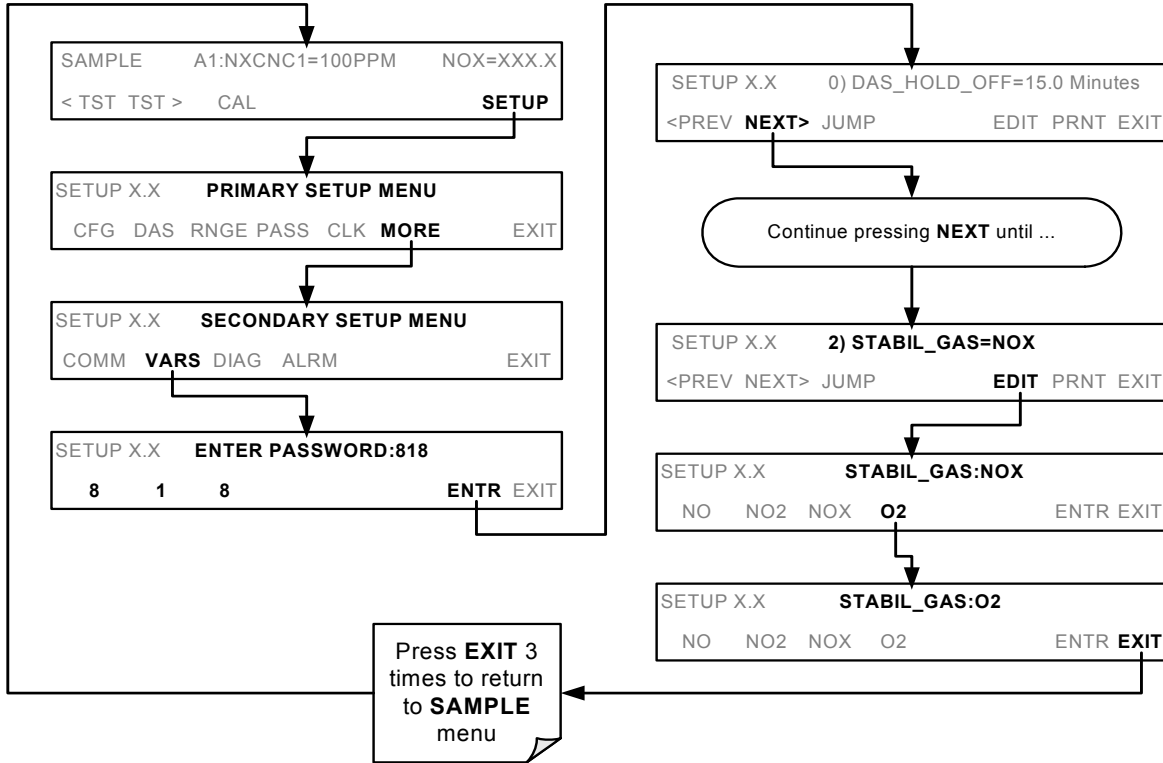 SAMPLE A1:NXCNC1=100PPM NOX=XXX.X
< TST TST > CAL SETUP
SETUP X.X PRIMARY SETUP MENU
CFG DAS RNGE PASS CLK MORE EXIT
SETUP X.X SECONDARY SETUP MENU
COMM VARS DIAG ALRM EXIT
SETUP X.X ENTER PASSWORD:818
8 1 8 ENTR EXIT
SETUP X.X 0) DAS_HOLD_OFF=15.0 Minutes
<PREV NEXT> JUMP EDIT PRNT EXIT
Continue pressing NEXT until ...
SETUP X.X 2) STABIL_GAS=NOX
<PREV NEXT> JUMP EDIT PRNT EXIT
SETUP X.X STABIL_GAS:NOX
NO NO2 NOX O2 ENTR EXIT
SETUP X.X STABIL_GAS:O2
NO NO2 NOX O2 ENTR EXIT
Press EXIT 3
times to return
to SAMPLE
menu